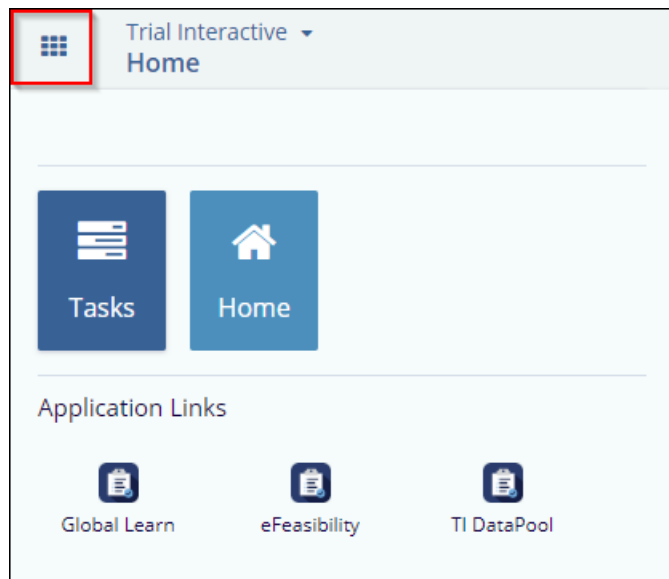 Trial Interactive
Home
Tasks
Home
Application Links
Global Learn
eFeasibility
TI DataPool